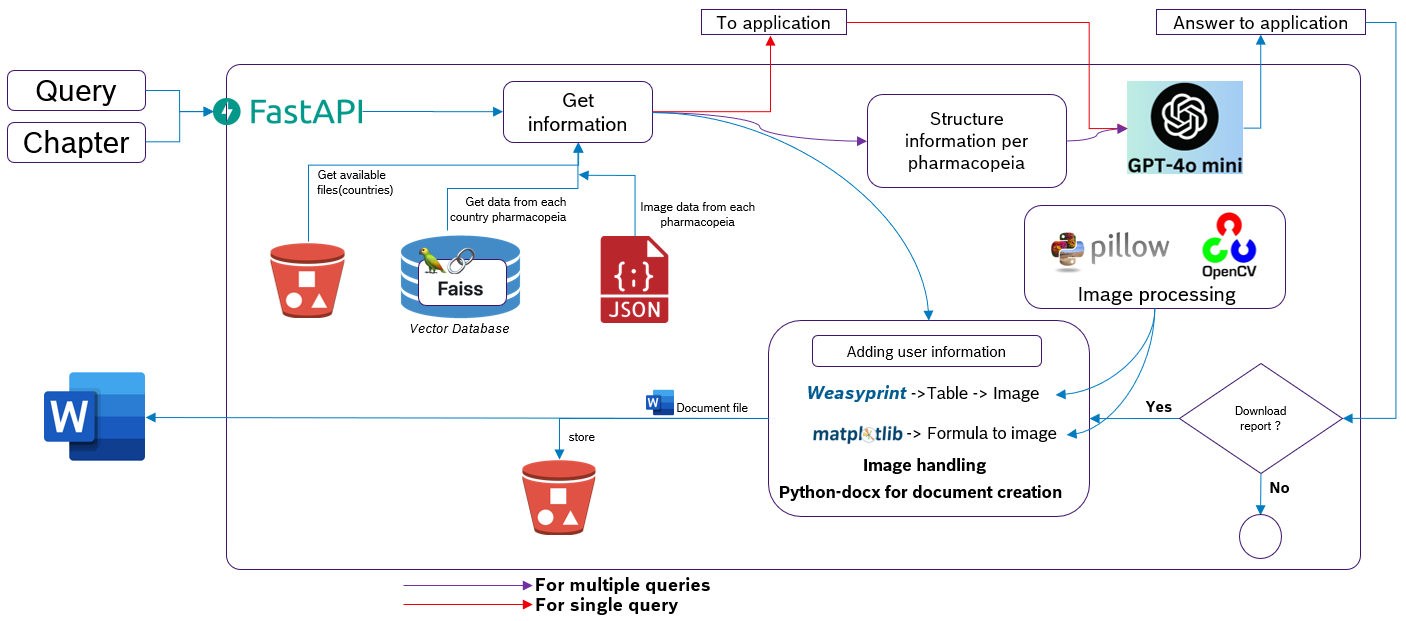 To application
Answer to application
Query
Chapter
FastAPI
Get
information
Structure
information per
pharmacopeia
GPT-4o mini
Get available
files(countries)
Get data from each
country pharmacopeia
Image data from each
pharmacopeia
Faiss
Vector Database
{;}
JSON
pillow
OpenCV
Image processing
Adding user information
Weasyprint ->Table -> Image
matplotlib -> Formula to image
Image handling
Python-docx for document creation
W
W Document file
store
Yes
Download
report ?
No
For multiple queries
For single query